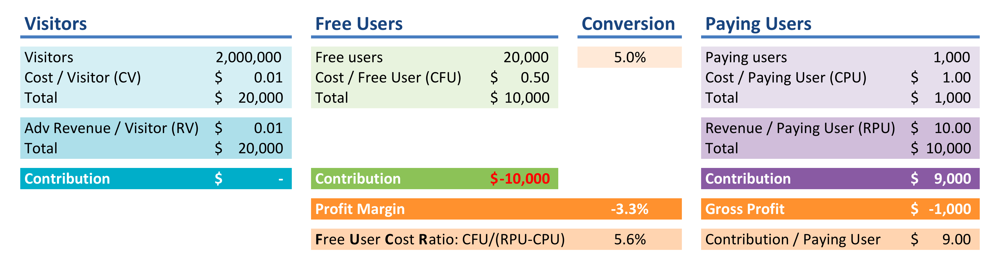 Visitors
Visitors 2,000,000
Cost / Visitor (CV) $ 0.01
Total $ 20,000
Adv Revenue / Visitor (RV) $ 0.01
Total $ 20,000
Contribution $ -
Free Users
Free users 20,000
Cost / Free User (CFU) $ 0.50
Total $ 10,000
Contribution $-10,000
Conversion
5.0%
Profit Margin -3.3%
Free User Cost Ratio: CFU/(RPU-CPU) 5.6%
Paying Users
Paying users 1,000
Cost / Paying User (CPU) $ 1.00
Total $ 1,000
Revenue / Paying User (RPU) $ 10.00
Total $ 10,000
Contribution $ 9,000
Gross Profit $ -1,000
Contribution / Paying User $ 9.00